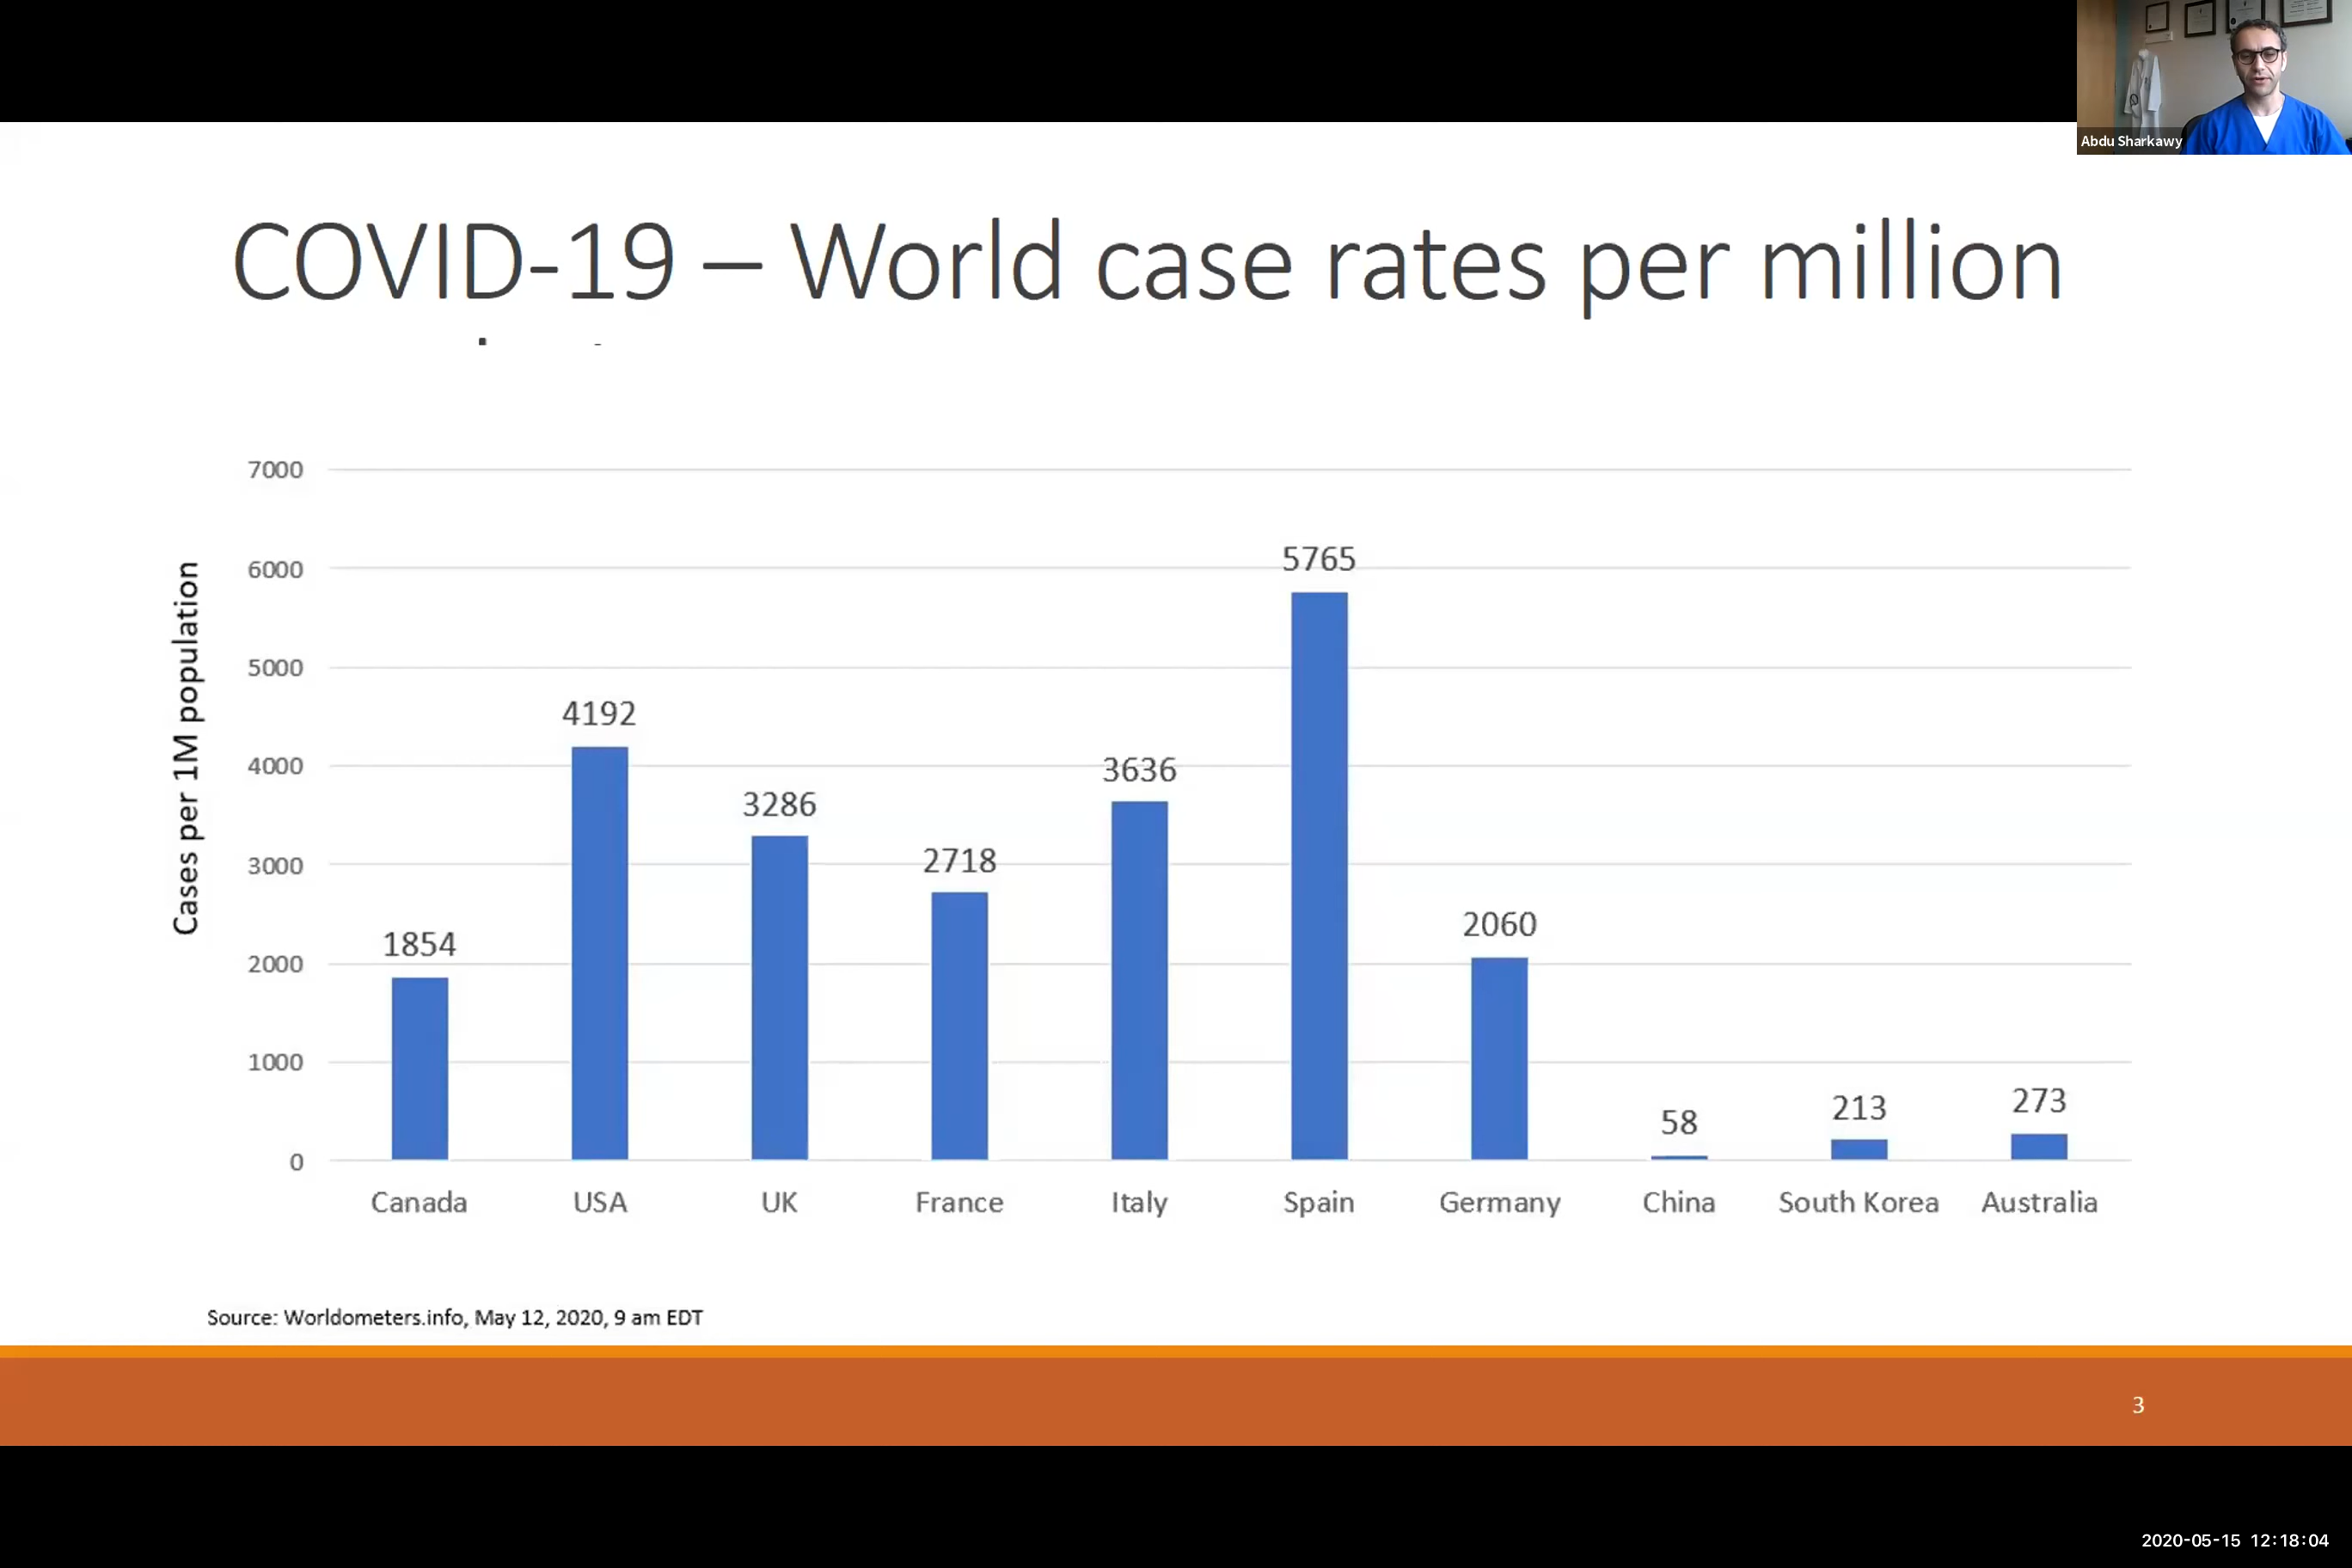 Abdu Sharkawy
COVID-19 – World case rates per million
Cases per 1M population
7000
6000
5000
4000
3000
2000
1000
0
1854
4192
3286
2718
3636
5765
2060
58
213
273
Canada
USA
UK
France
Italy
Spain
Germany
China
South Korea
Australia
Source: Worldometers.info, May 12, 2020, 9 am EDT
3
2020-05-15 12:18:04